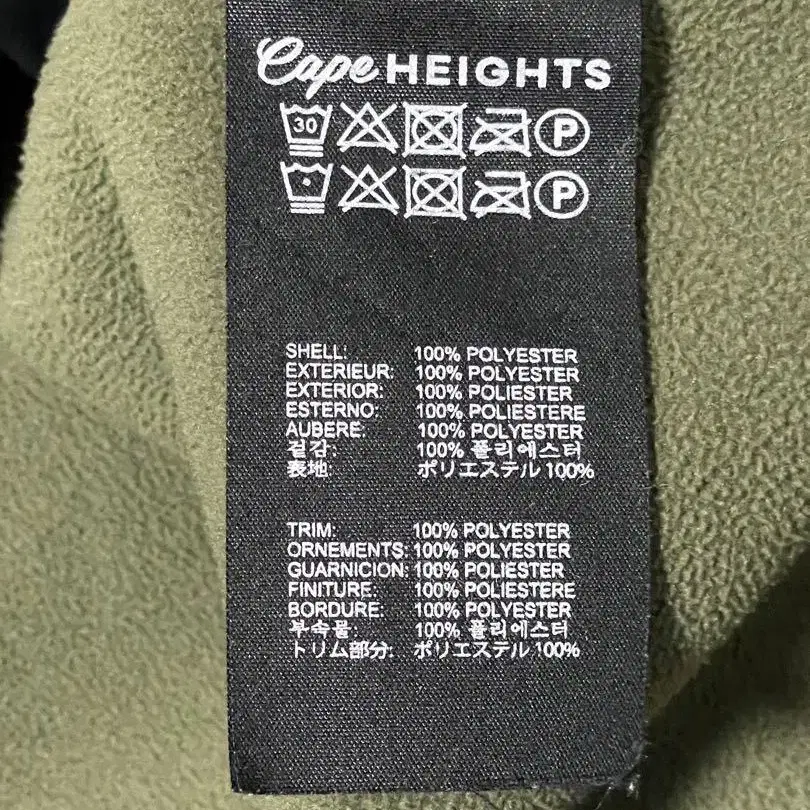 Cape HEIGHTS
30 P
P
SHELL: 100% POLYESTER
EXTERIEUR: 100% POLYESTER
EXTERIOR: 100% POLIESTER
ESTERNO: 100% POLIESTERE
AUBERE: 100% POLYESTER
겉감: 100% 폴리에스터
表地: ポリエステル 100%
TRIM: 100% POLYESTER
ORNEMENTS: 100% POLYESTER
GUARNICION: 100% POLIESTER
FINITURE: 100% POLIESTERE
BORDURE: 100% POLYESTER
부속물: 100% 폴리에스터
トリム部分: ポリエステル 100%